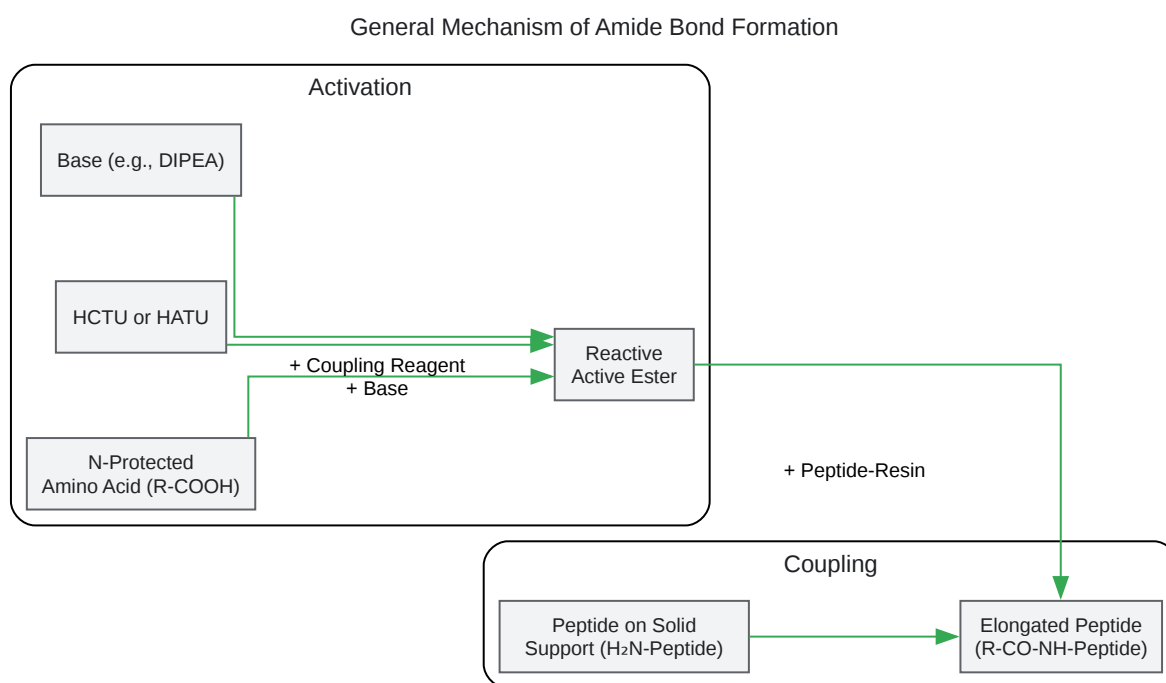 General Mechanism of Amide Bond Formation
Activation
Base (e.g., DIPEA)
HCTU or HATU
+ Coupling Reagent
+ Base
Reactive
Active Ester
N-Protected
Amino Acid (R-COOH)
+ Peptide-Resin
Coupling
Peptide on Solid
Support (H₂N-Peptide)
Elongated Peptide
(R-CO-NH-Peptide)